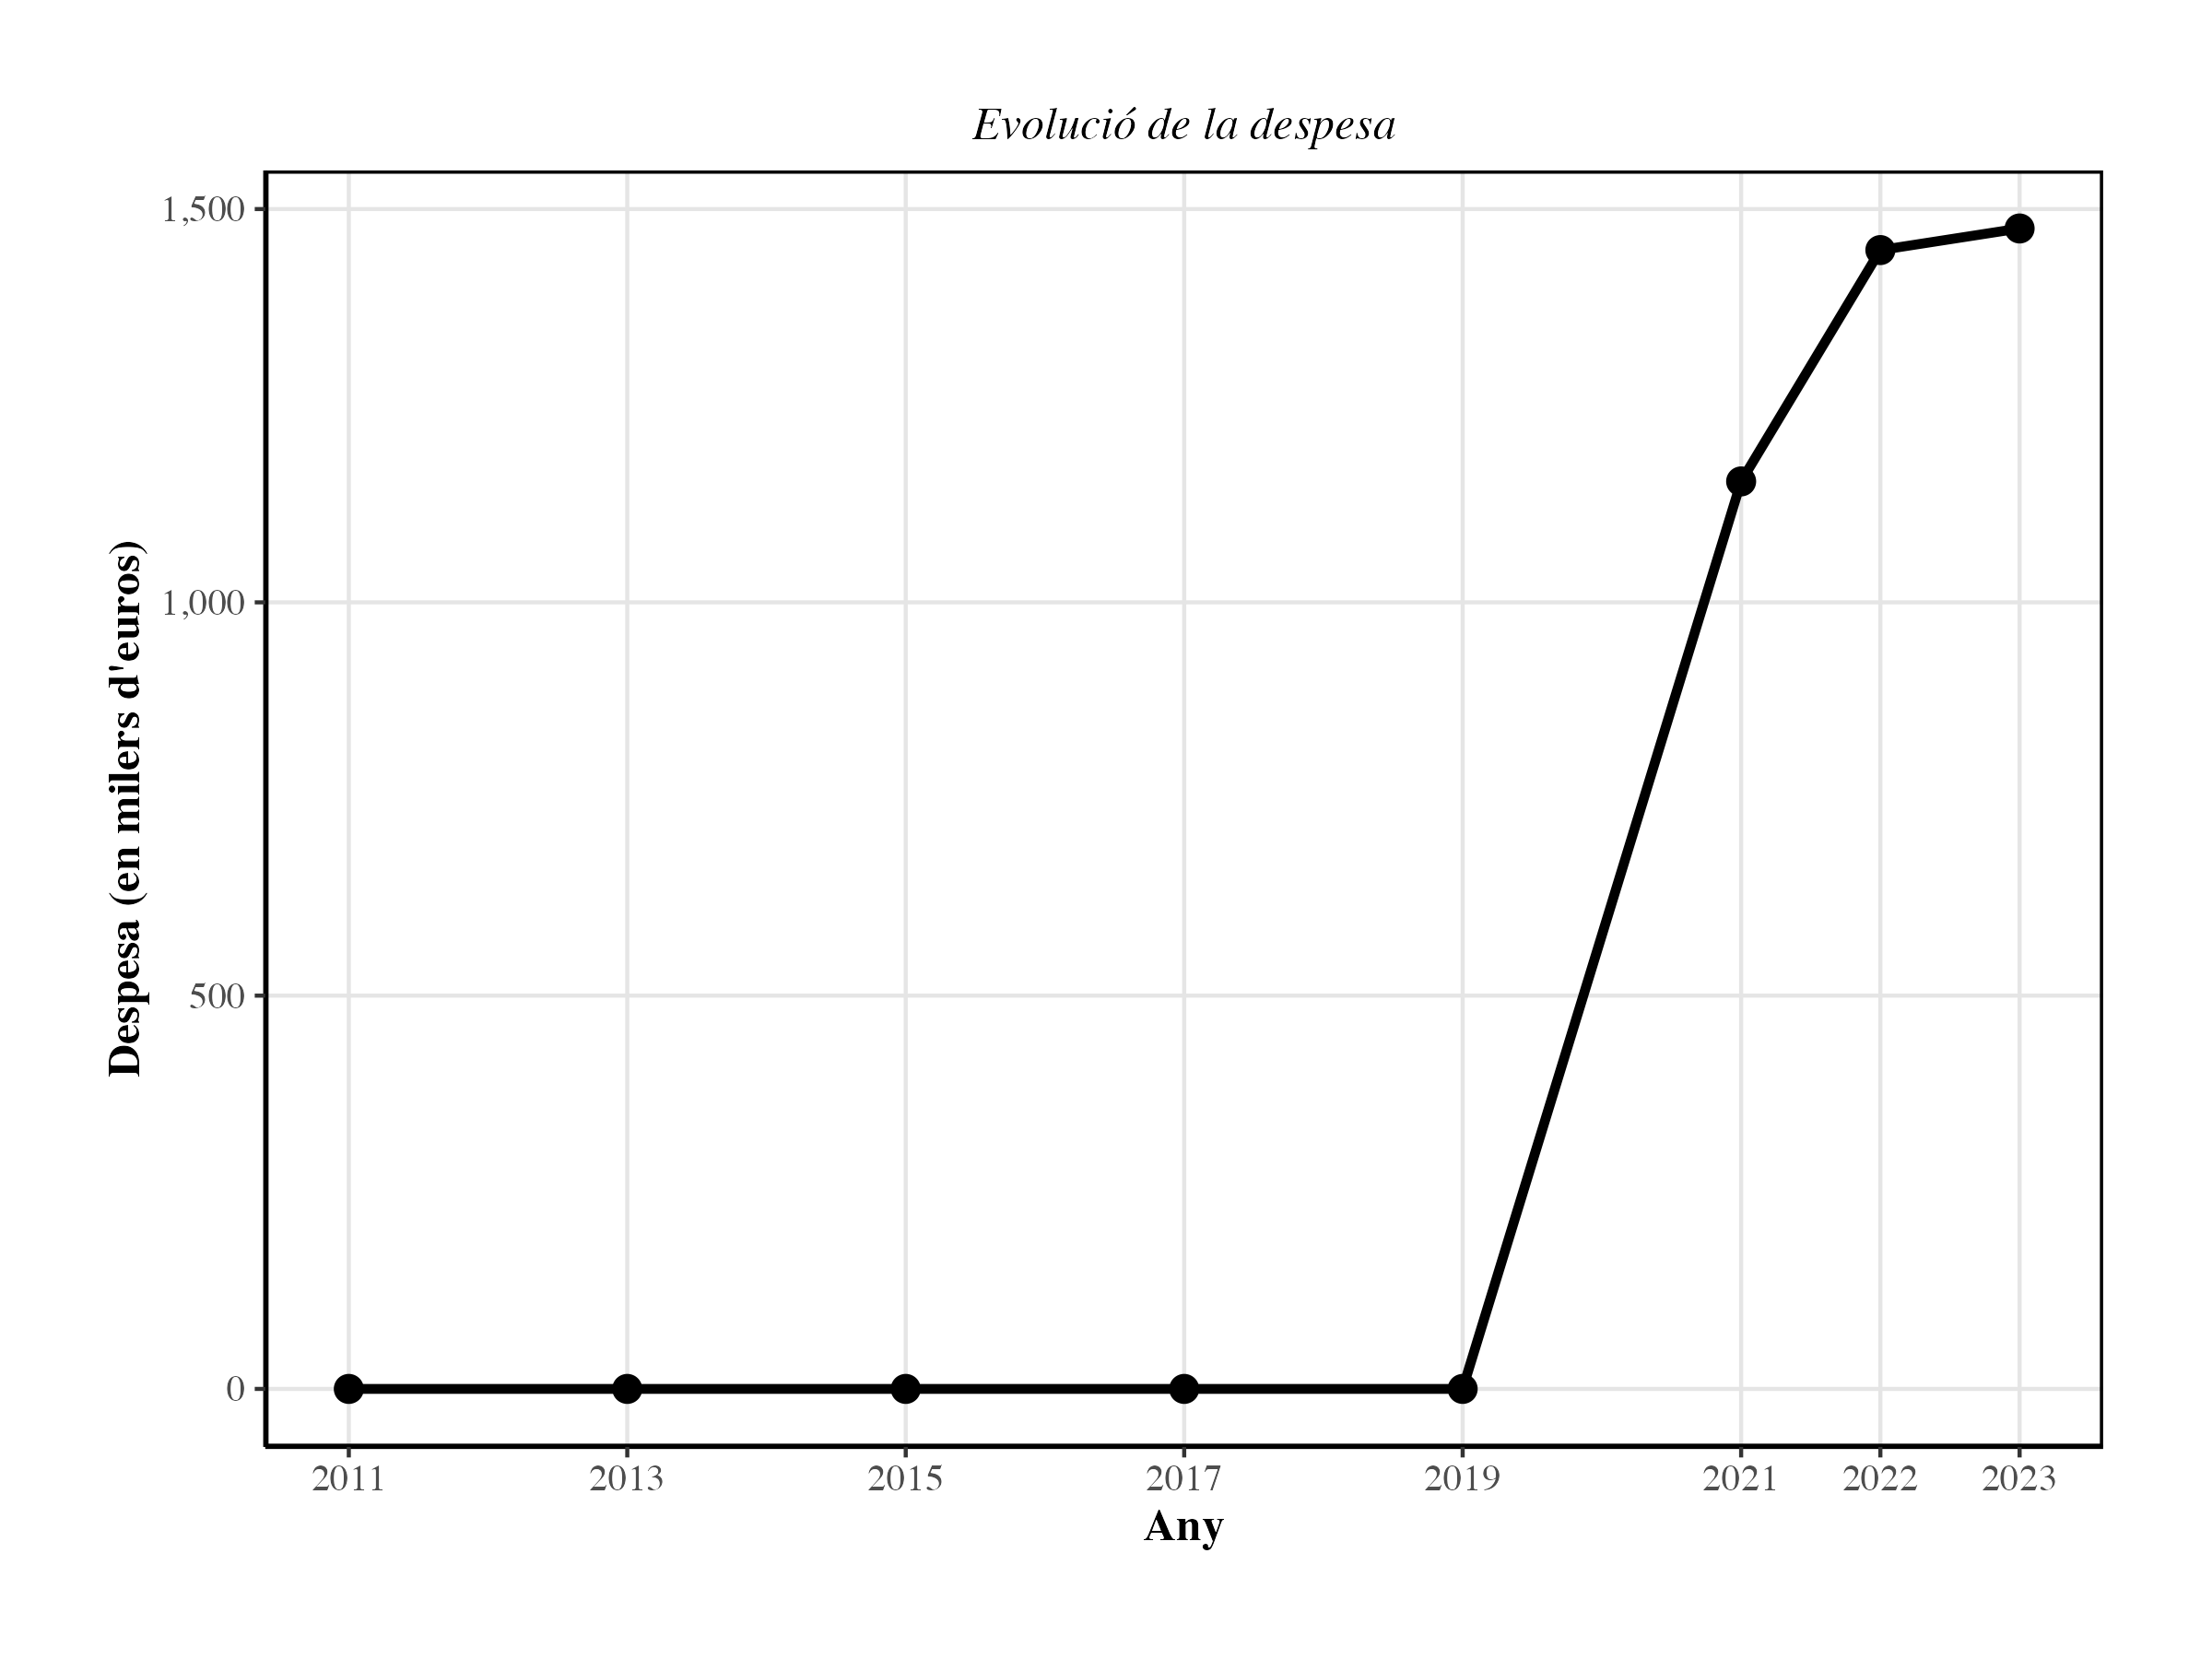 Evolució de la despesa
Despesa (en milers d'euros)
1,500
1,000
500
0
2011 2013 2015 2017 2019 2021 2022 2023
Any